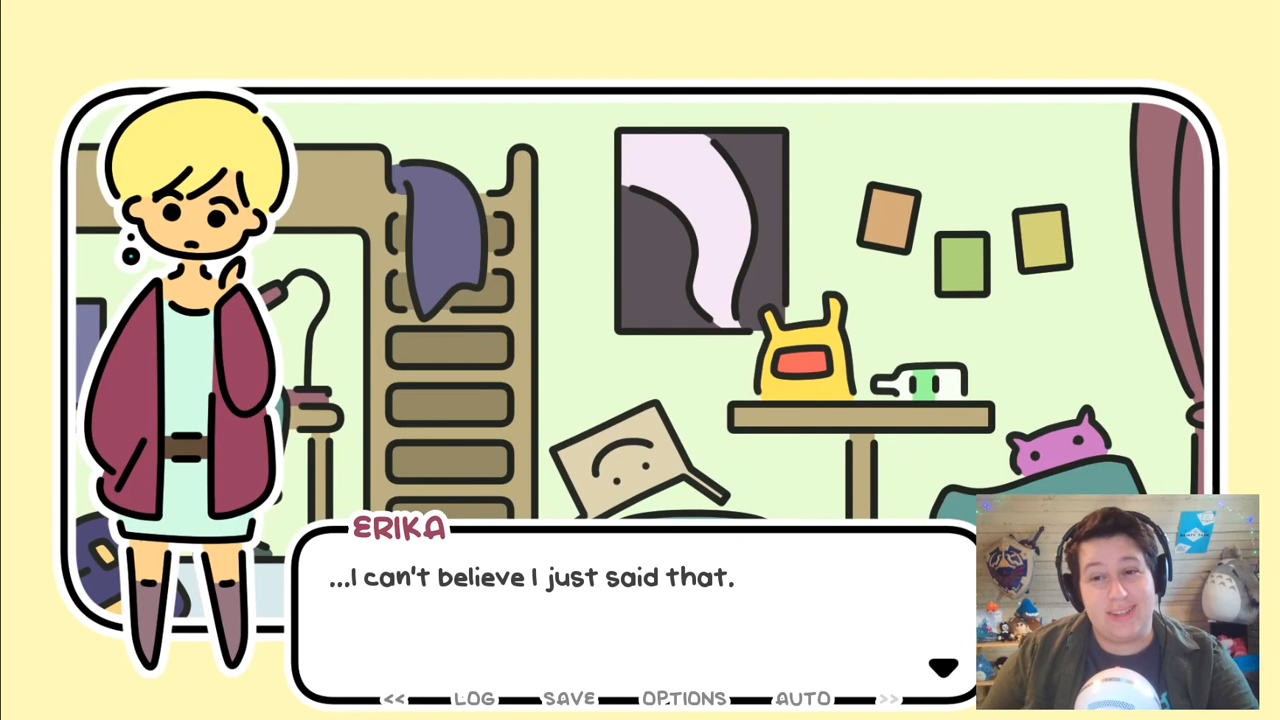 ERIKA
...I can't believe I just said that.
<< LOG SAVE OPTIONS AUTO >>